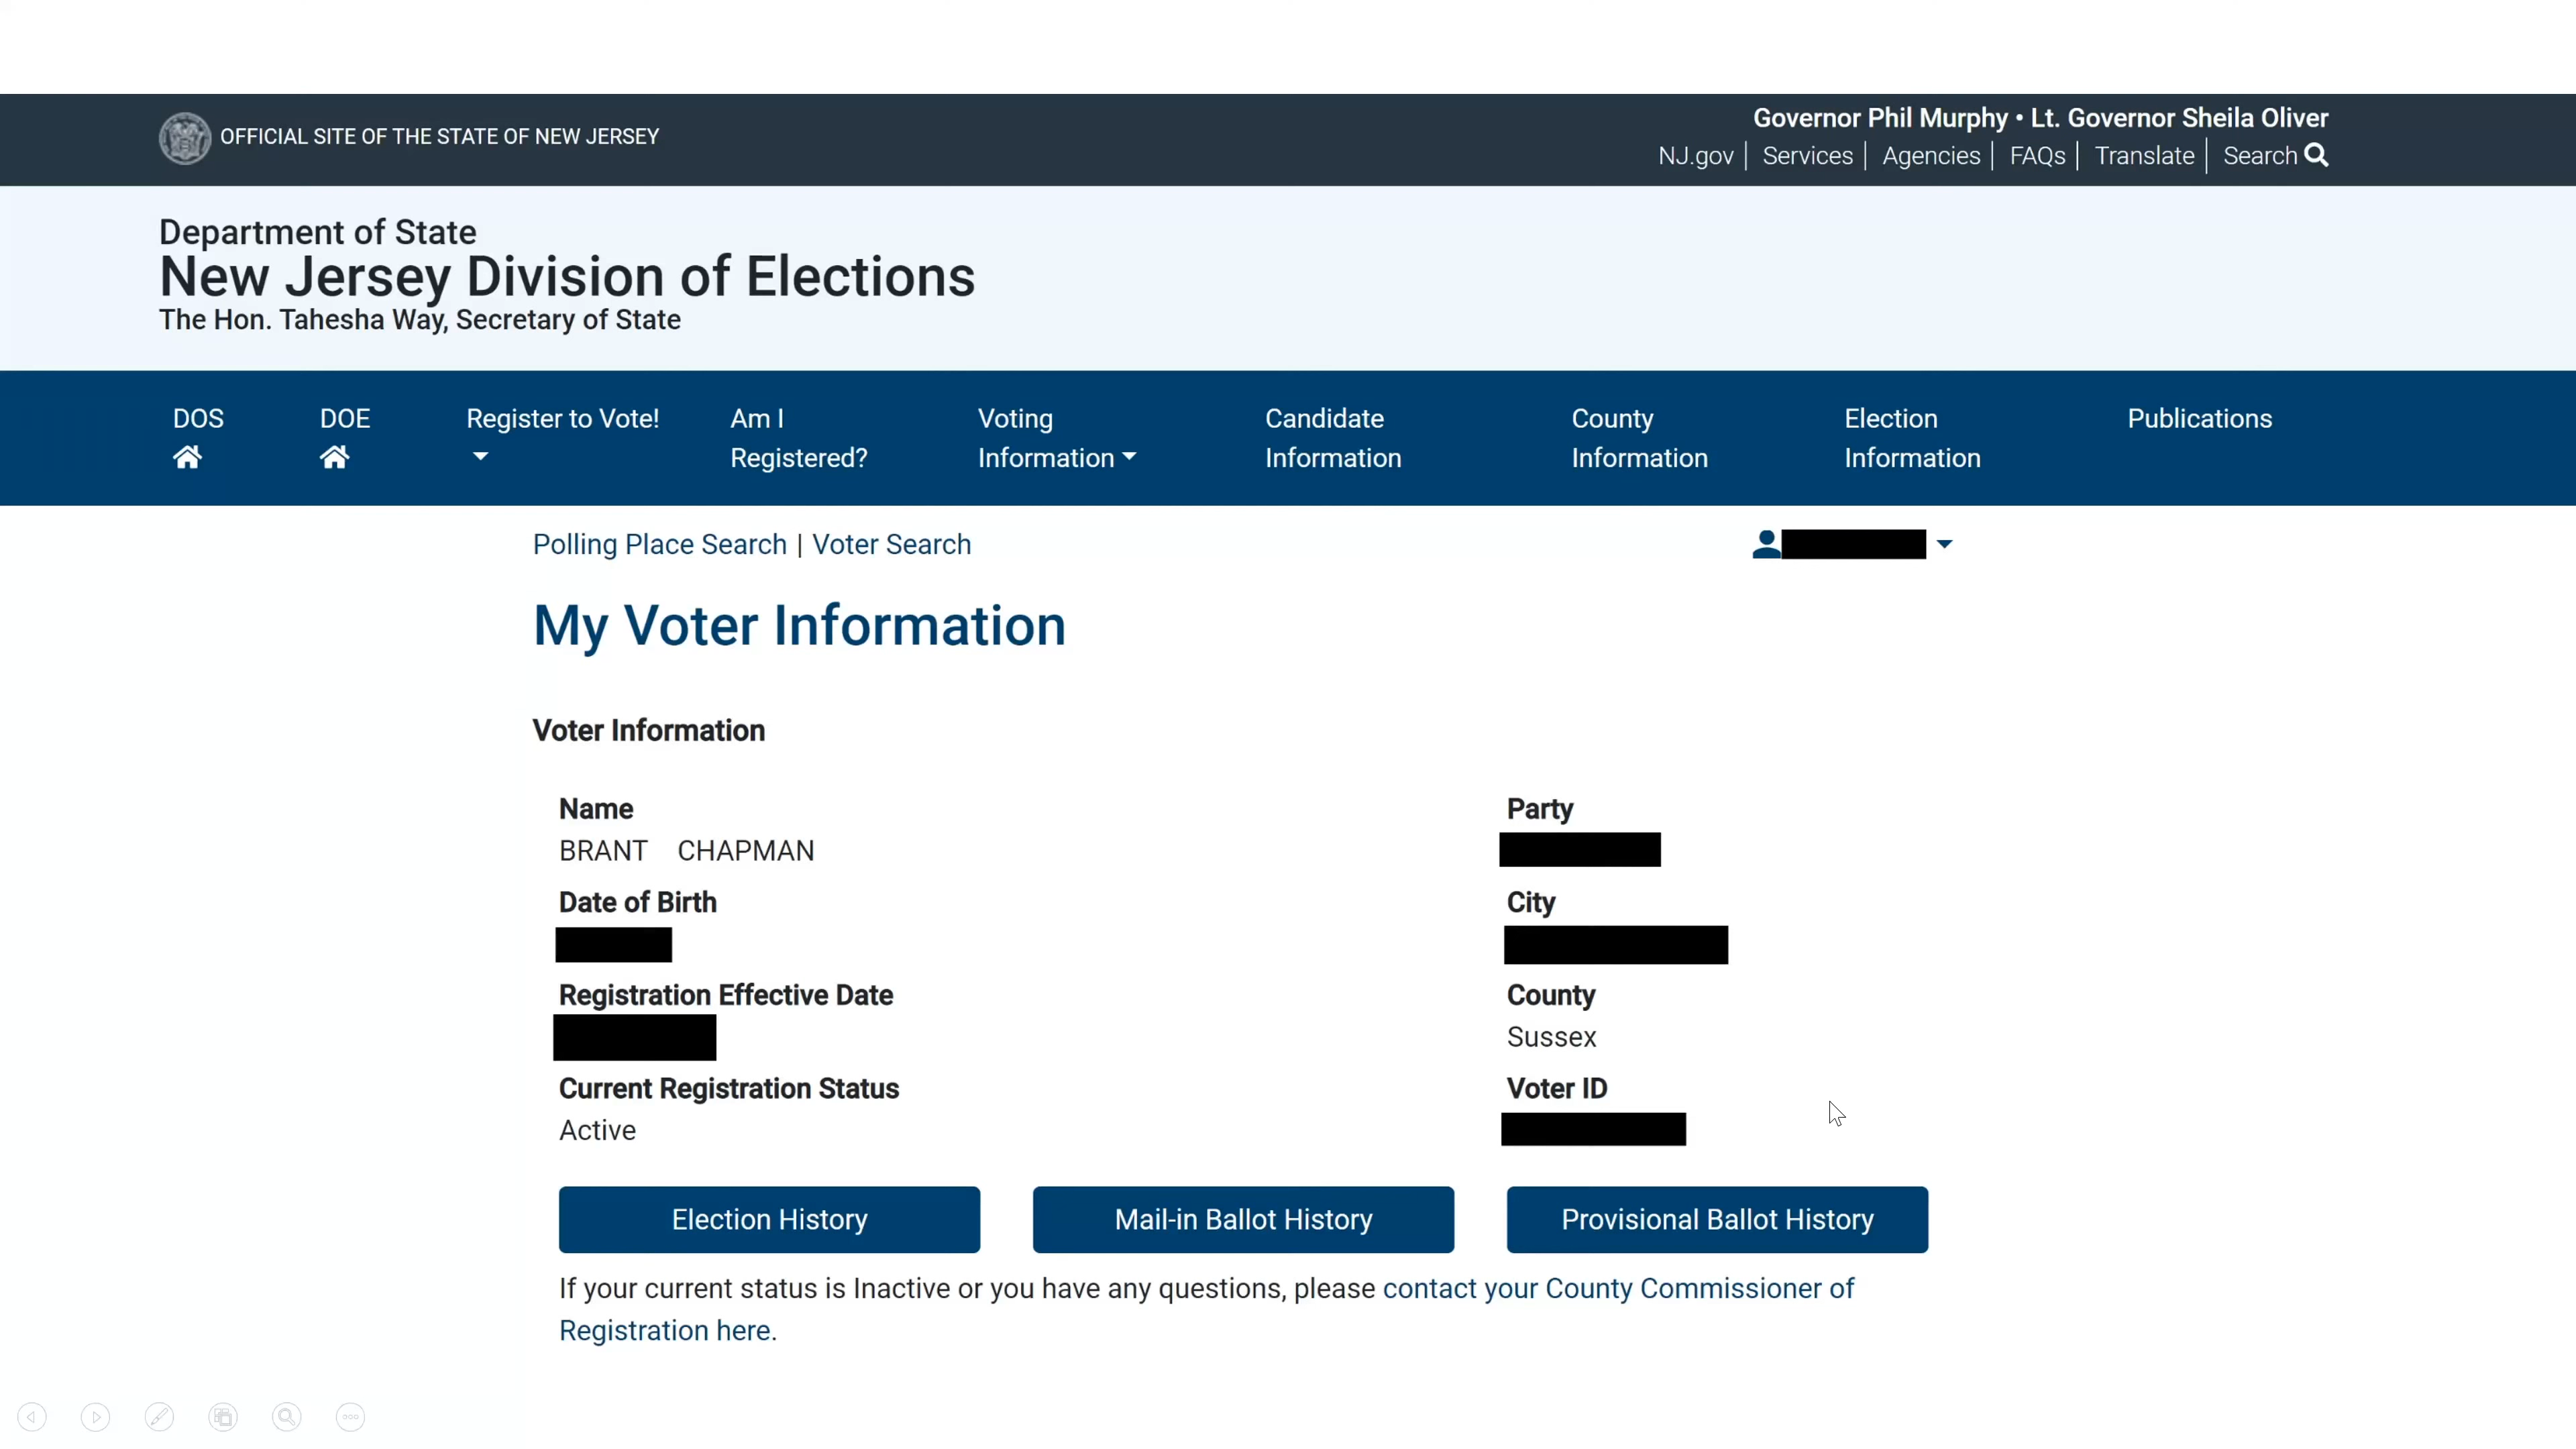 OFFICIAL SITE OF THE STATE OF NEW JERSEY
Governor Phil Murphy • Lt. Governor Sheila Oliver
NJ.gov | Services | Agencies | FAQs | Translate | Search
Department of State
New Jersey Division of Elections
The Hon. Tahesha Way, Secretary of State
DOS
DOE
Register to Vote!
Am I
Registered?
Voting
Information
Candidate
Information
County
Information
Election
Information
Publications
Polling Place Search | Voter Search
My Voter Information
Voter Information
Name
BRANT CHAPMAN
Party
Date of Birth
City
Registration Effective Date
County
Sussex
Current Registration Status
Active
Voter ID
Election History
Mail-in Ballot History
Provisional Ballot History
If your current status is Inactive or you have any questions, please contact your County Commissioner of
Registration here.